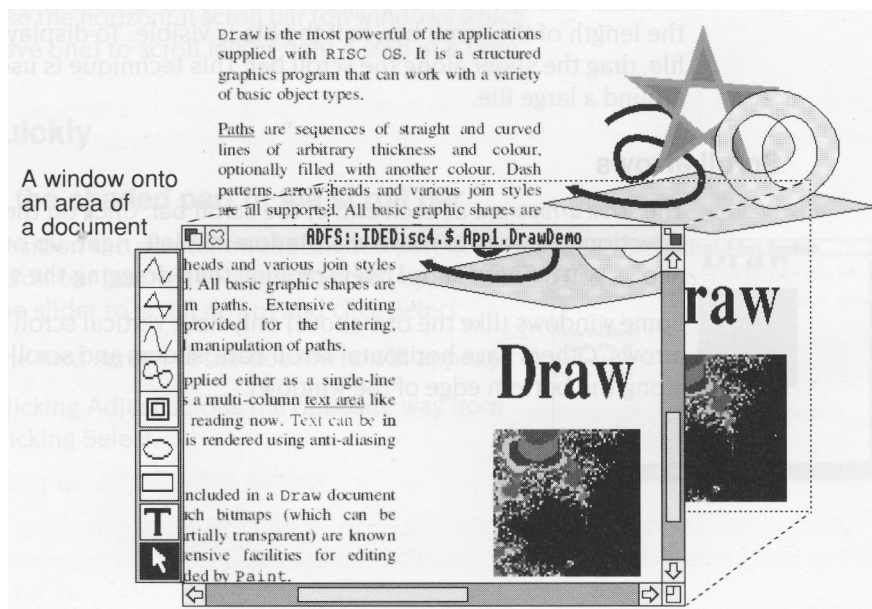 Draw is the most powerful of the applications
supplied with RISC OS. It is a structured
graphics program that can work with a variety
of basic object types.
Paths are sequences of straight and curved
lines of arbitrary thickness and colour,
optionally filled with another colour. Dash
patterns, arrow-heads and various join styles
are all supported. All basic graphic shapes are
A window onto
an area of
a document
ADFS::IDEDisc4.$.App1.DrawDemo
heads and various join styles
d. All basic graphic shapes are
m paths. Extensive editing
provided for the entering,
l manipulation of paths.
pplied either as a single-line
s a multi-column text area like
reading now. Text can be in
is rendered using anti-aliasing
ncluded in a Draw document
ch bitmaps (which can be
rtially transparent) are known
ensive facilities for editing
ded by Paint.
Draw
raw
T